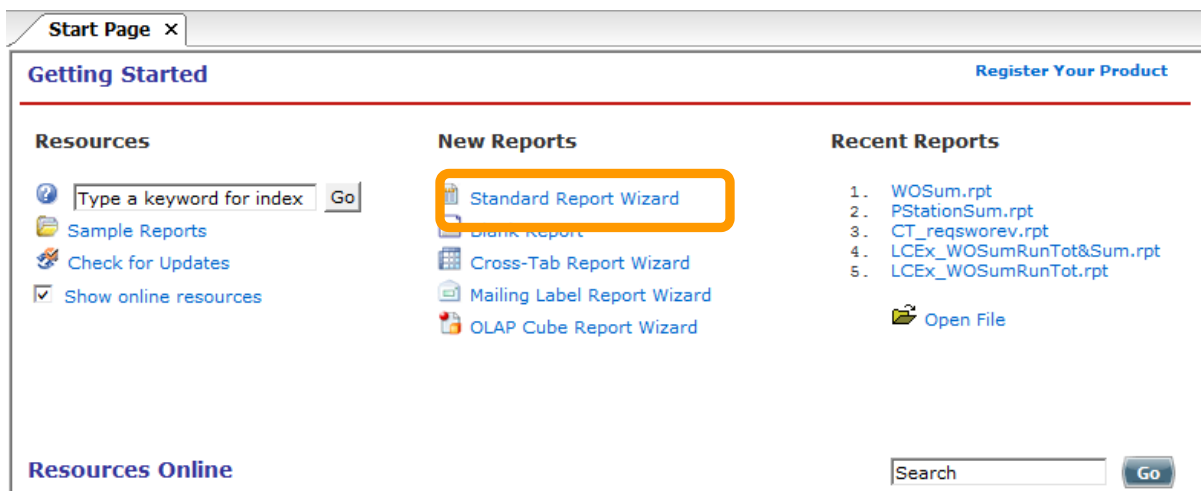 Start Page X
Getting Started
Register Your Product
Resources
Type a keyword for index Go
Sample Reports
Check for Updates
Show online resources
New Reports
Standard Report Wizard
Blank Report
Cross-Tab Report Wizard
Mailing Label Report Wizard
OLAP Cube Report Wizard
Recent Reports
1. WOSum.rpt
2. PStationSum.rpt
3. CT_reqsworev.rpt
4. LCEx_WOSumRunTot&Sum.rpt
5. LCEx_WOSumRunTot.rpt
Open File
Resources Online
Search Go